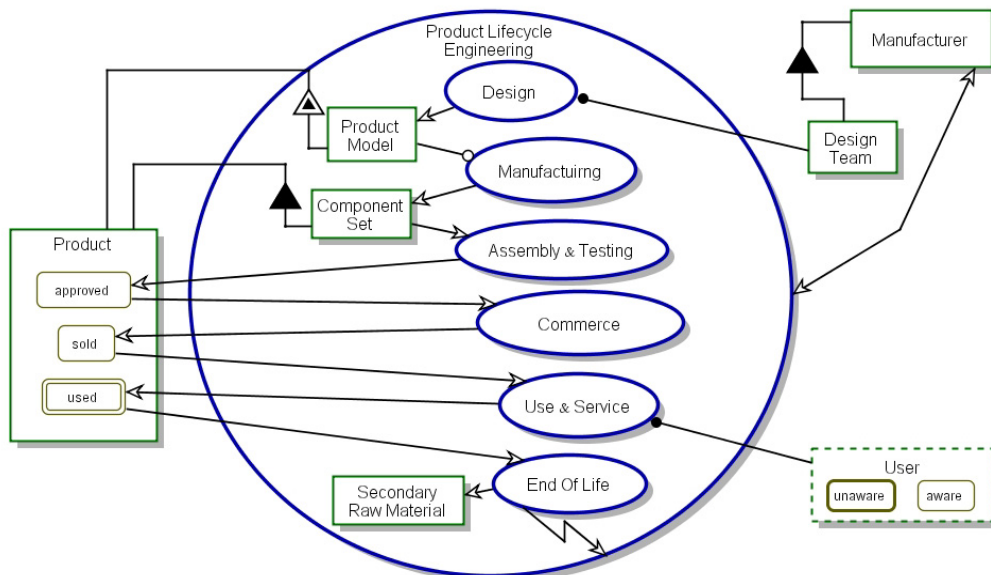 Product Lifecycle
Engineering
Manufacturer
Design
Product
Model
Design
Team
Manufactuirng
Component
Set
Product
Assembly & Testing
approved
Commerce
sold
Use & Service
used
User
End Of Life
unaware
aware
Secondary
Raw Material